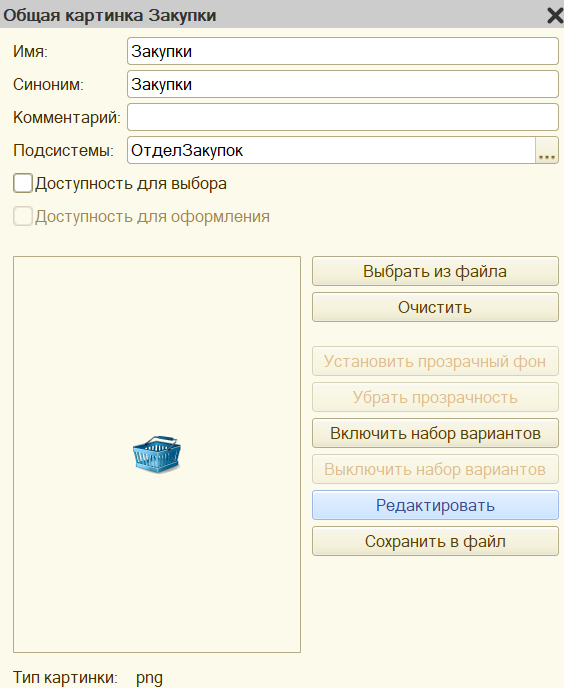 Общая картинка Закупки
Имя: Закупки
Синоним: Закупки
Комментарий:
Подсистемы: ОтделЗакупок ...
Доступность для выбора
Доступность для оформления
Выбрать из файла
Очистить
Установить прозрачный фон
Убрать прозрачность
Включить набор вариантов
Выключить набор вариантов
Редактировать
Сохранить в файл
Тип картинки: png